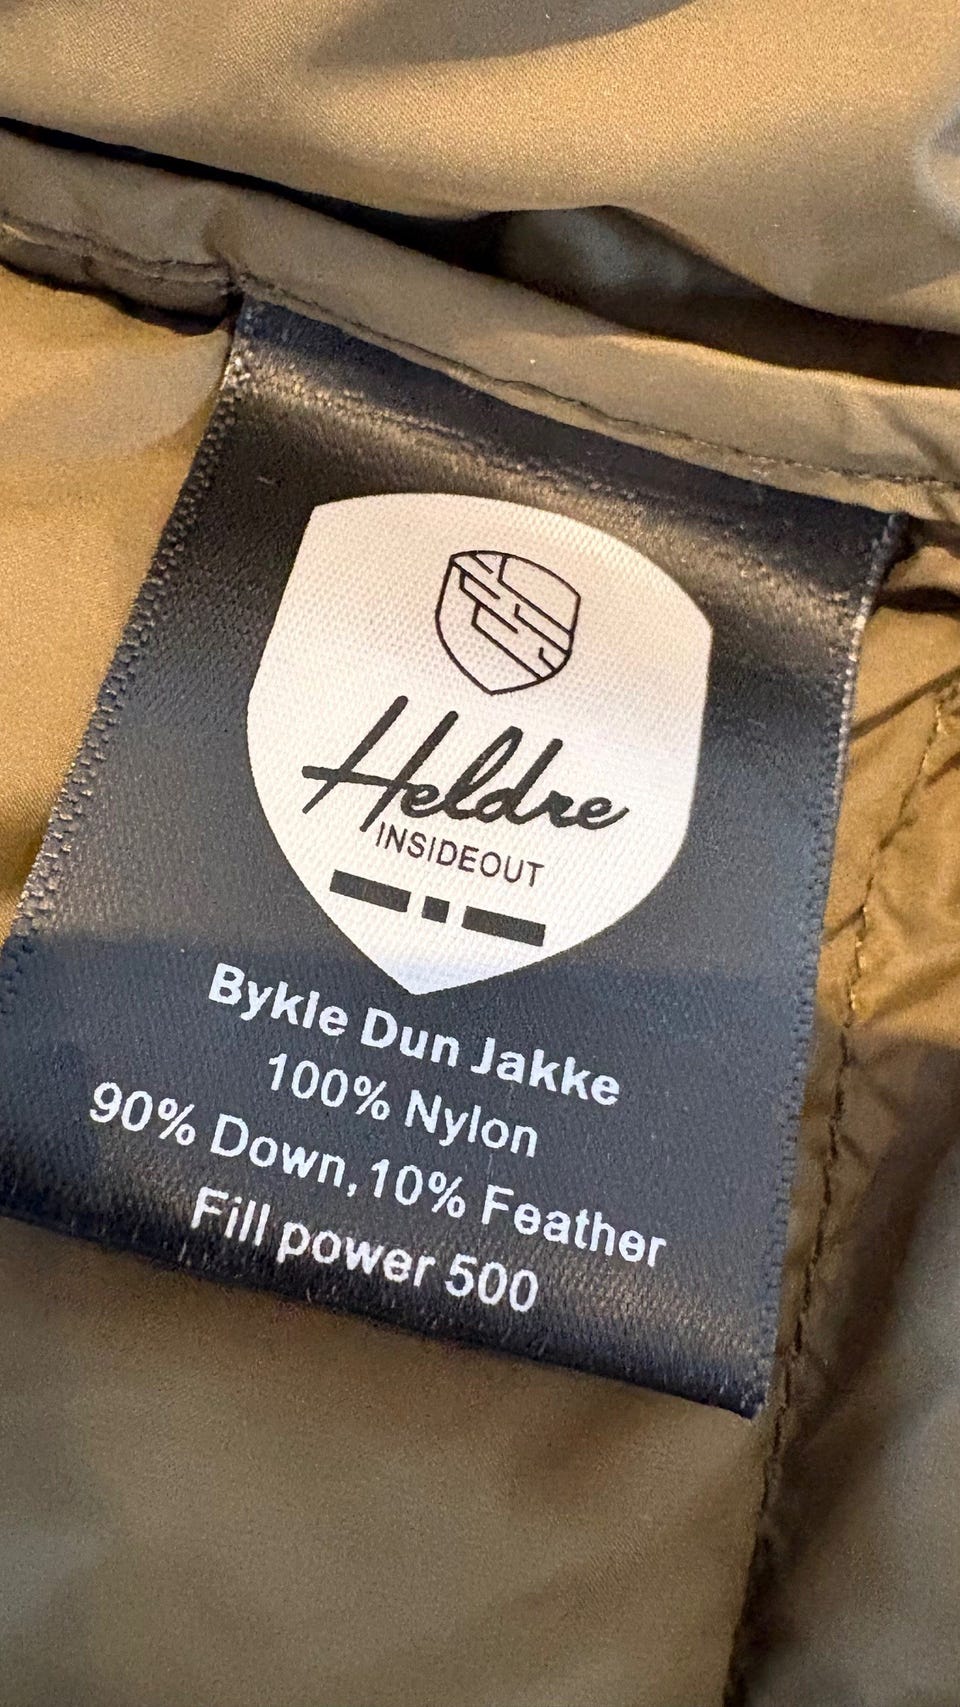 Heldre
INSIDEOUT
Bykle Dun Jakke
100% Nylon
90% Down, 10% Feather
Fill power 500